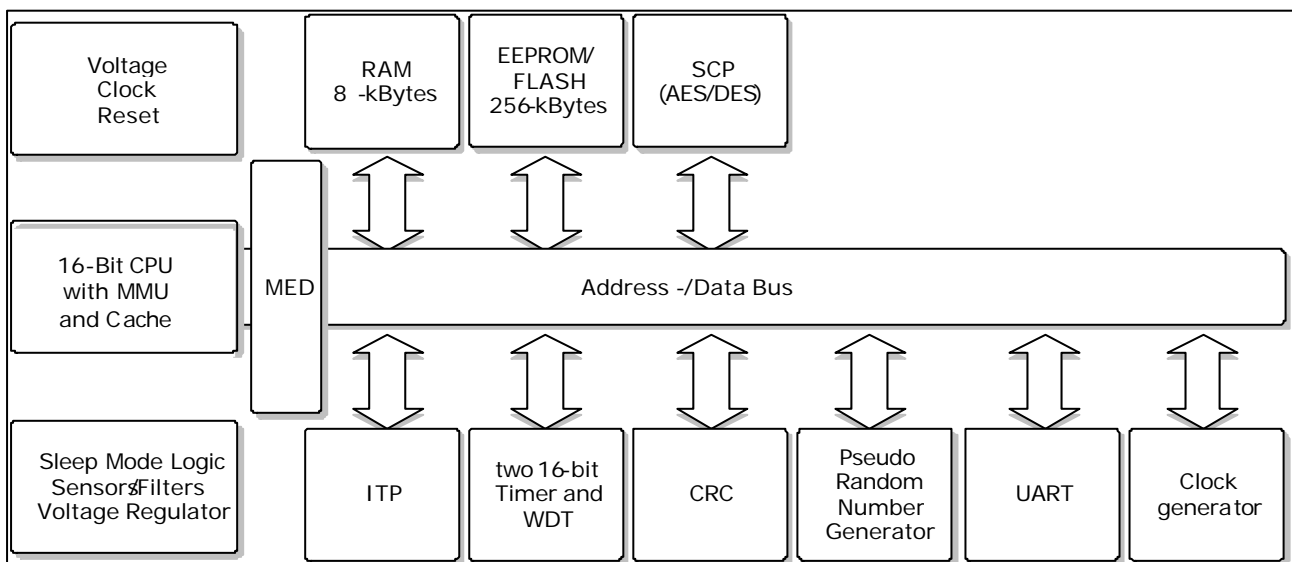 Voltage
Clock
Reset
RAM
8 -kBytes
EEPROM/
FLASH
256-kBytes
SCP
(AES/DES)
16-Bit CPU
with MMU
and Cache
MED
Address -/Data Bus
Sleep Mode Logic
Sensors/Filters
Voltage Regulator
ITP
two 16-bit
Timer and
WDT
CRC
Pseudo
Random
Number
Generator
UART
Clock
generator